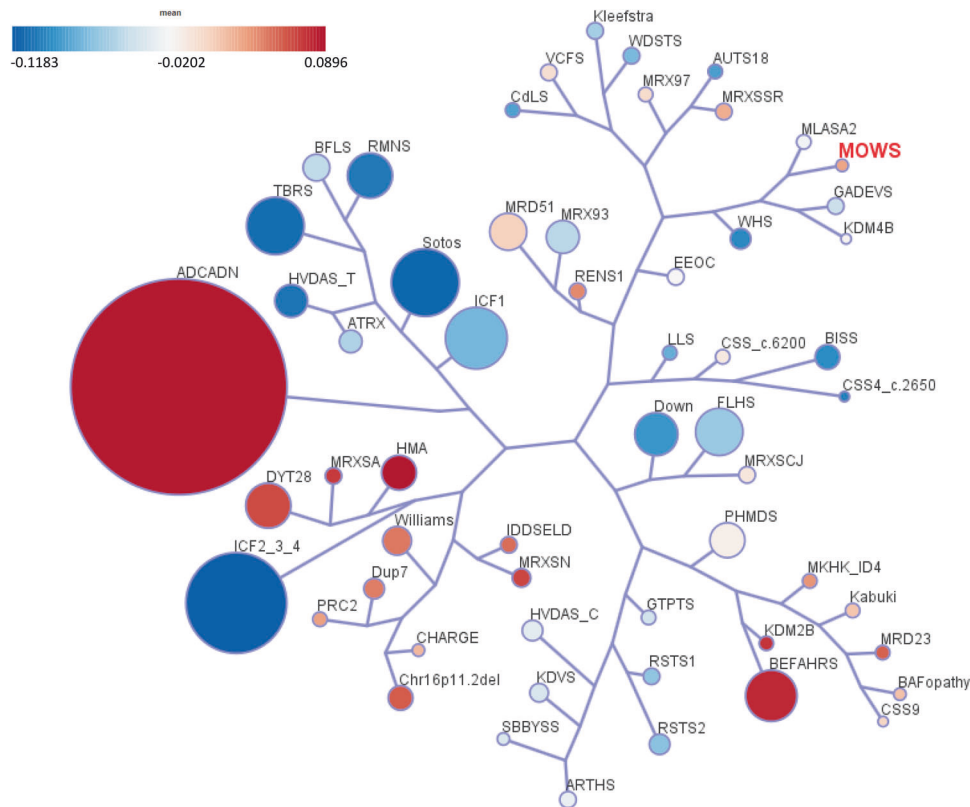 mean
-0.1183
-0.0202
0.0896
Kleefstra
WDSTS
VCFS
AUTS18
MRX97
CdLS
MRXSSR
MLASA2
MOWS
BFLS
RMNS
TBRS
GADEVS
MRD51
MRX93
WHS
KDM4B
Sotos
EEOC
ADCADN
HVDAS_T
RENS1
ICF1
ATRX
LLS
CSS_c.6200
BISS
CSS4_c.2650
Down
FLHS
HMA
MRXSA
MRXSCJ
DYT28
Williams
PHMDS
IDDSELD
ICF2_3_4
MRXSN
MKHK_ID4
Dup7
Kabuki
PRC2
GTPTS
HVDAS_C
KDM2B
CHARGE
MRD23
BEFAHRS
RSTS1
Chr16p11.2del
KDVS
BAFopathy
CSS9
SBBYSS
RSTS2
ARTHS